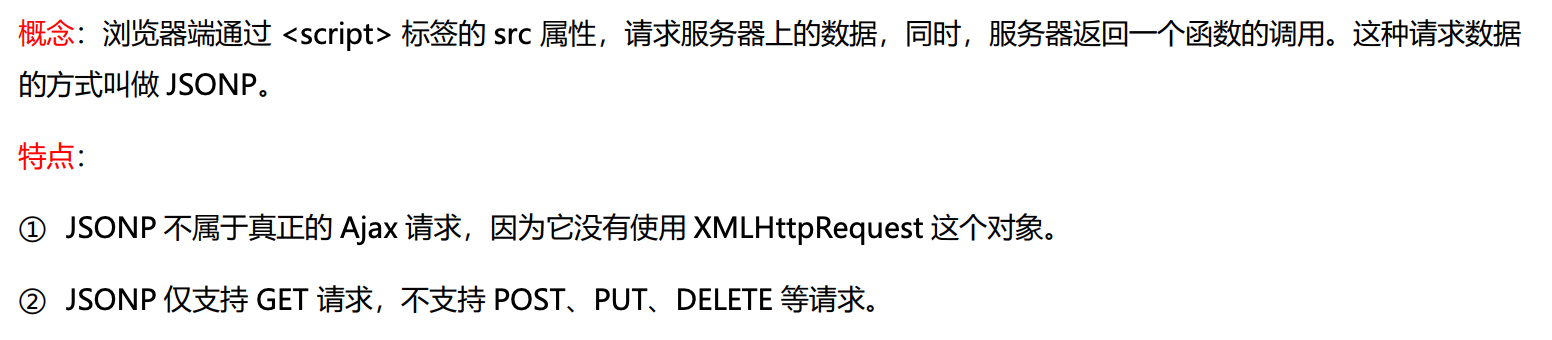 概念：浏览器端通过 <script> 标签的 src 属性，请求服务器上的数据，同时，服务器返回一个函数的调用。这种请求数据
的方式叫做 JSONP。
特点：
① JSONP 不属于真正的 Ajax 请求，因为它没有使用 XMLHttpRequest 这个对象。
② JSONP 仅支持 GET 请求，不支持 POST、PUT、DELETE 等请求。